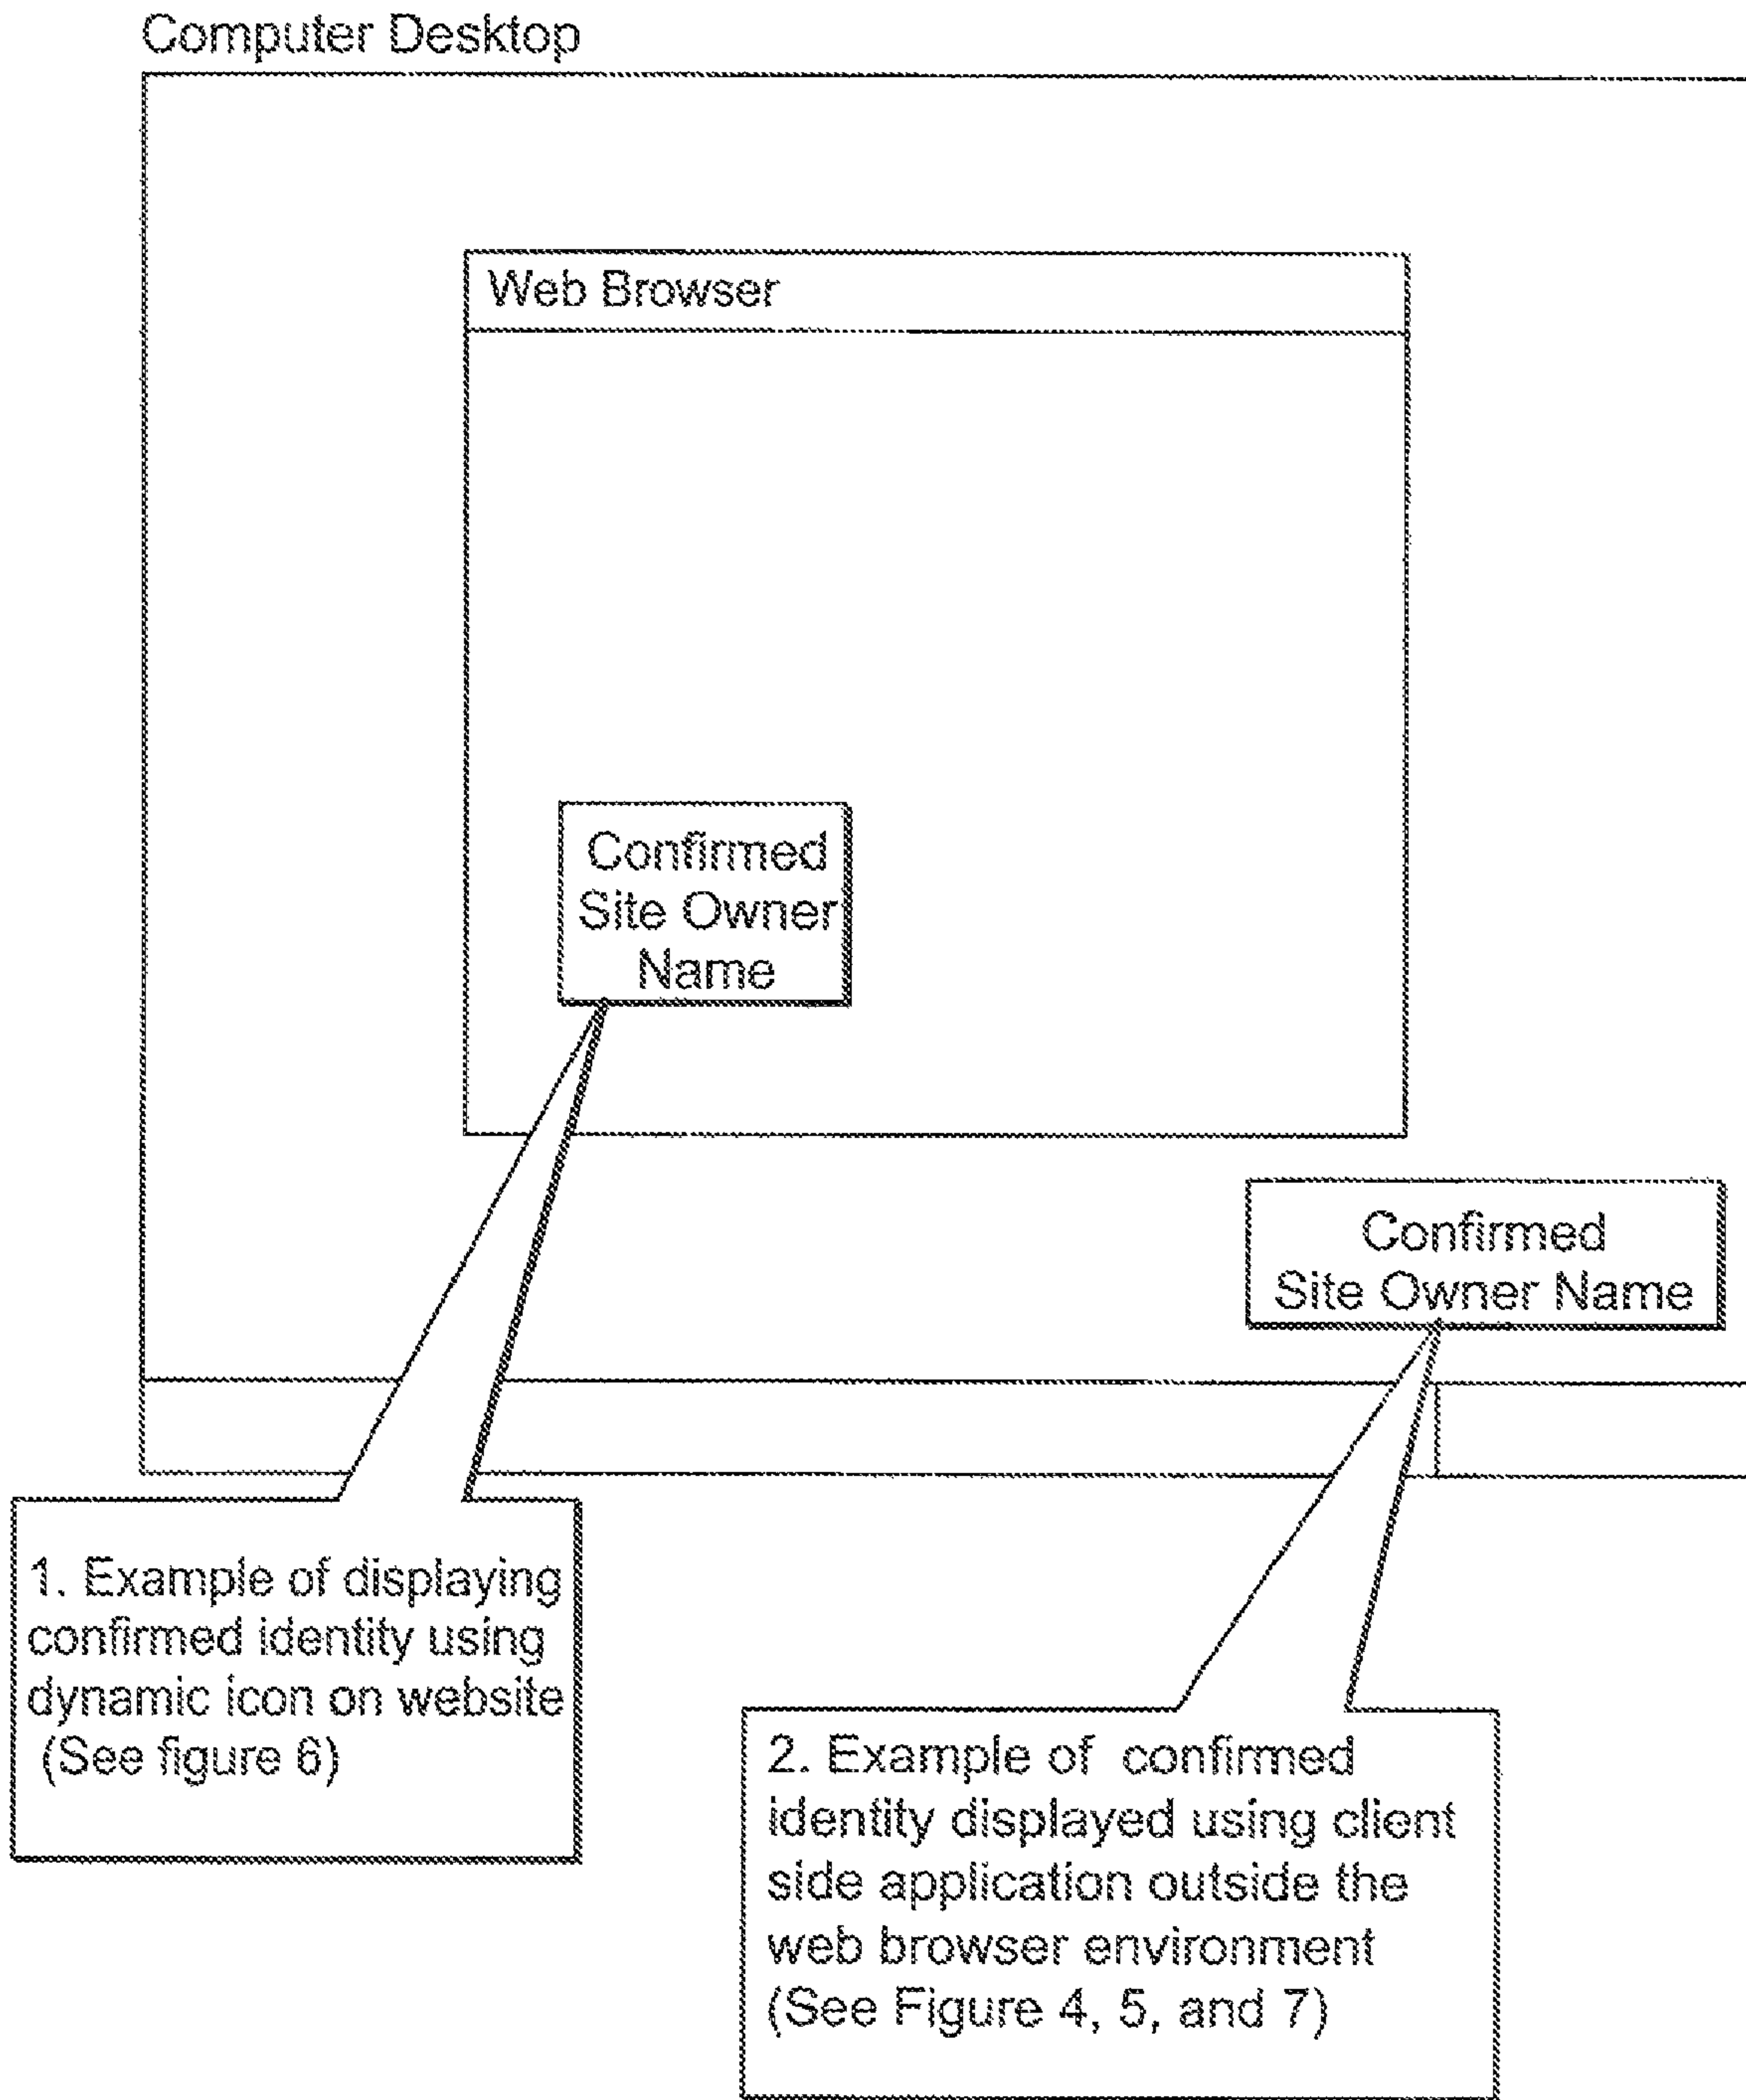 Computer Desktop
Web Browser
Confirmed
Site Owner
Name
Confirmed
Site Owner Name
1. Example of displaying
confirmed identity using
dynamic icon on website
(See figure 6)
2. Example of confirmed
identity displayed using client
side application outside the
web browser environment
(See Figure 4, 5, and 7)